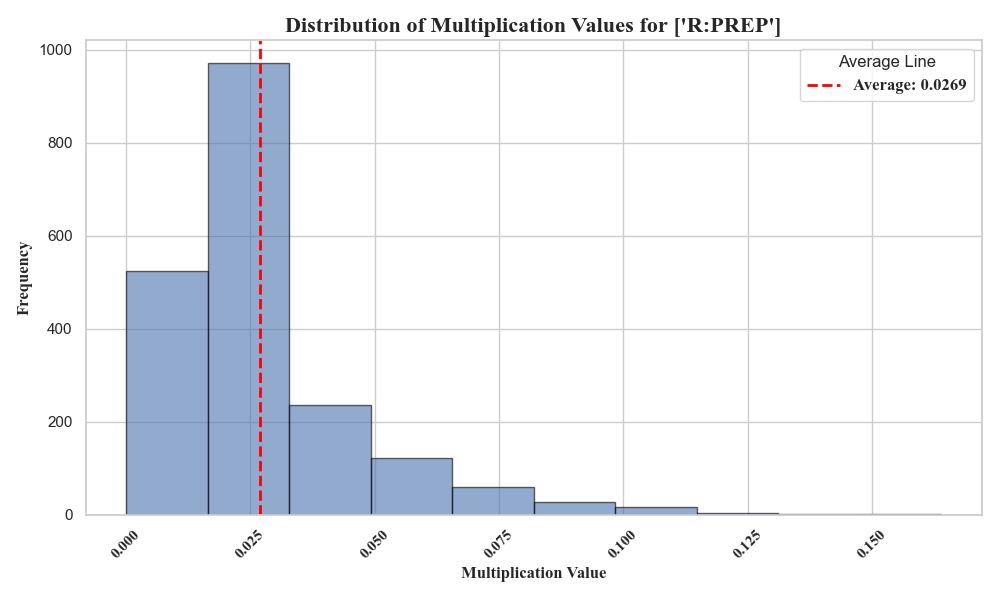 Distribution of Multiplication Values for ['R:PREP']
1000
800
600
400
200
0
Frequency
Average Line
Average: 0.0269
0.000
0.025
0.050
0.075
0.100
0.125
0.150
Multiplication Value